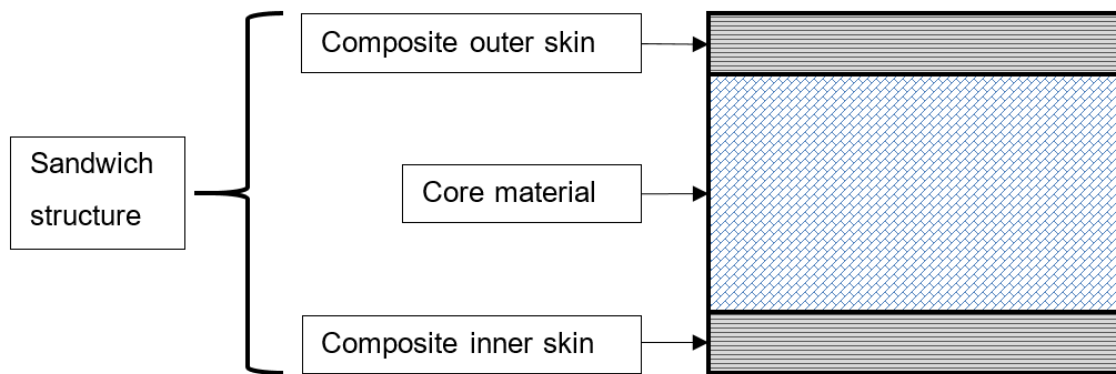 Composite outer skin
Sandwich
structure
Core material
Composite inner skin